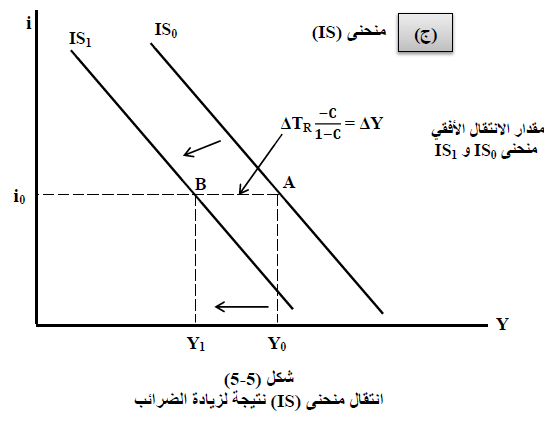 i
(ج) منحنى (IS)
IS₁
IS₀
ΔT_R (−C)/(1−C) = ΔY
مقدار الانتقال الأفقي
منحنى IS₀ و IS₁
B
A
i₀
Y
Y₁
Y₀
شكل (5-5)
انتقال منحنى (IS) نتيجة لزيادة الضرائب